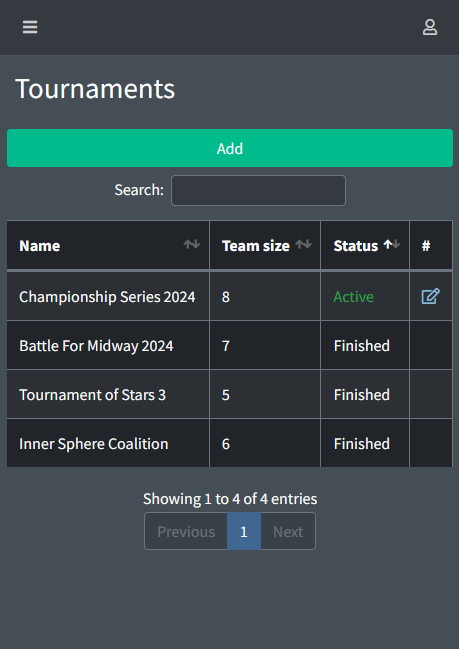 Tournaments
Add
Search:
Name Team size Status #
Championship Series 2024 8 Active
Battle For Midway 2024 7 Finished
Tournament of Stars 3 5 Finished
Inner Sphere Coalition 6 Finished
Showing 1 to 4 of 4 entries
Previous 1 Next